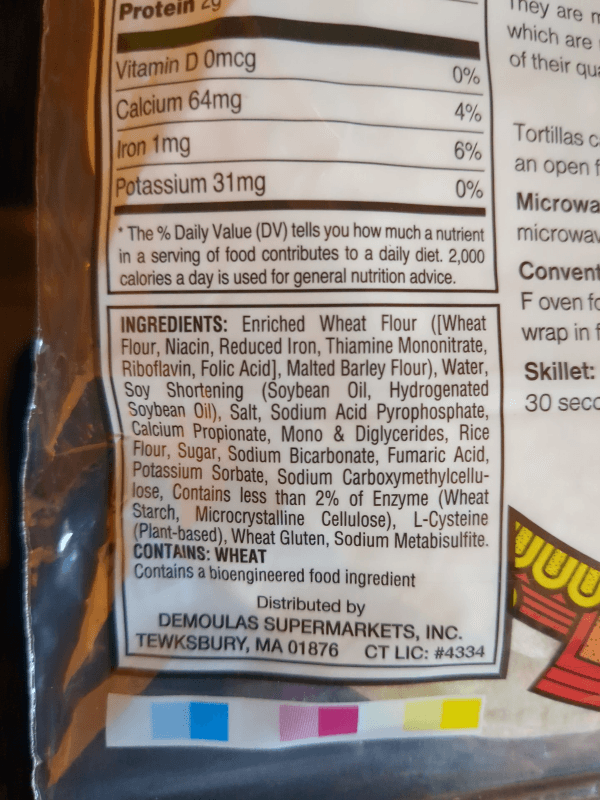 Protein 2g
Vitamin D 0mcg 0%
Calcium 64mg 4%
Iron 1mg 6%
Potassium 31mg 0%
* The % Daily Value (DV) tells you how much a nutrient
in a serving of food contributes to a daily diet. 2,000
calories a day is used for general nutrition advice.
INGREDIENTS: Enriched Wheat Flour ([Wheat
Flour, Niacin, Reduced Iron, Thiamine Mononitrate,
Riboflavin, Folic Acid], Malted Barley Flour), Water,
Soy Shortening (Soybean Oil, Hydrogenated
Soybean Oil), Salt, Sodium Acid Pyrophosphate,
Calcium Propionate, Mono & Diglycerides, Rice
Flour, Sugar, Sodium Bicarbonate, Fumaric Acid,
Potassium Sorbate, Sodium Carboxymethylcellu-
lose, Contains less than 2% of Enzyme (Wheat
Starch, Microcrystalline Cellulose), L-Cysteine
(Plant-based), Wheat Gluten, Sodium Metabisulfite.
CONTAINS: WHEAT
Contains a bioengineered food ingredient
Distributed by
DEMOULAS SUPERMARKETS, INC.
TEWKSBURY, MA 01876 CT LIC: #4334
They are
which are
of their
Tortillas
an open
Microwa
microwav
Convent
F oven
wrap in
Skillet:
30 seco